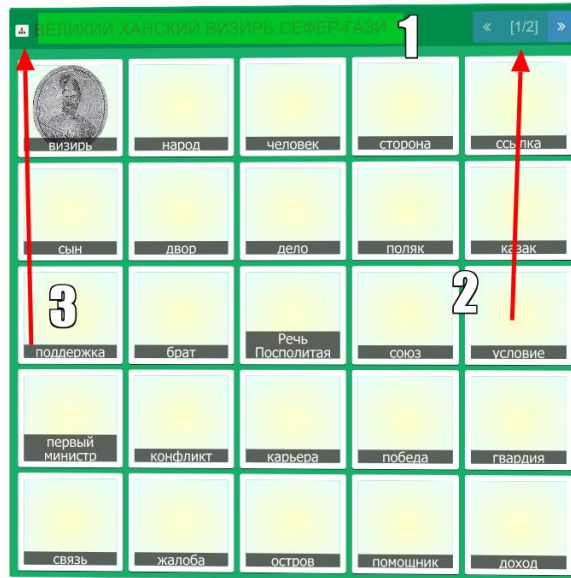 ВЕЛИКИЙ ХАНСКИЙ ВИЗИРЬ СЕФЕР-ГАЗИ
1
« [1/2] »
визирь
народ
человек
сторона
ссылка
сын
двор
дело
поляк
казак
3
2
поддержка
брат
Речь
Посполитая
союз
условие
первый
министр
конфликт
карьера
победа
гвардия
связь
жалоба
остров
помощник
доход